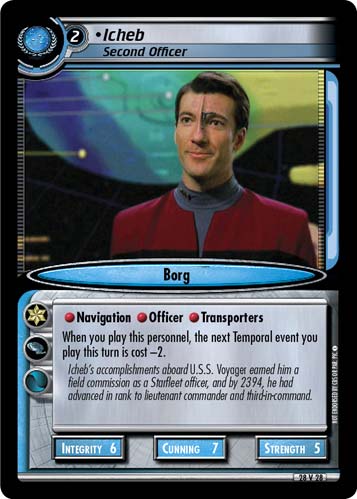 2 •Icheb
Second Officer
Borg
Navigation Officer Transporters
When you play this personnel, the next Temporal event you
play this turn is cost –2.
Icheb's accomplishments aboard U.S.S. Voyager earned him a
field commission as a Starfleet officer, and by 2394, he had
advanced in rank to lieutenant commander and third-in-command.
INTEGRITY 6 CUNNING 7 STRENGTH 5
28 V 28